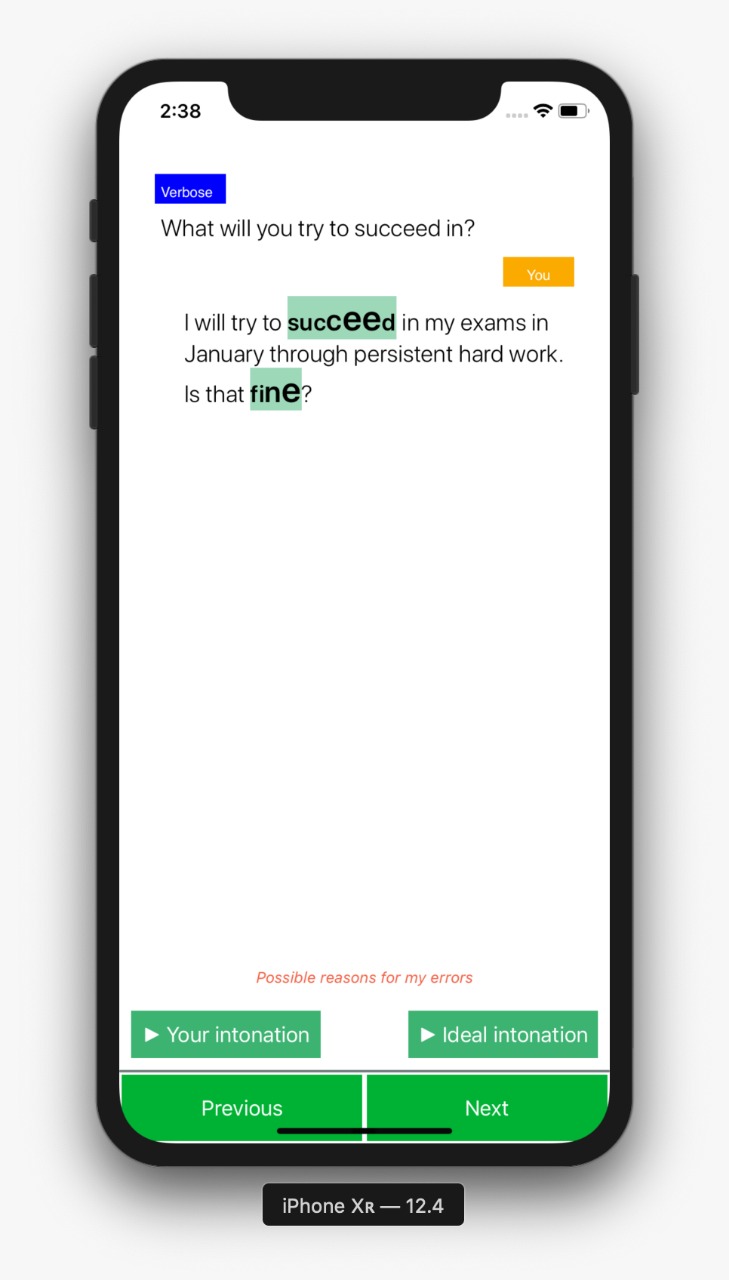 2:38
Verbose
What will you try to succeed in?
You
I will try to succeed in my exams in
January through persistent hard work.
Is that fine?
Possible reasons for my errors
▶ Your intonation
▶ Ideal intonation
Previous
Next
iPhone Xʀ — 12.4